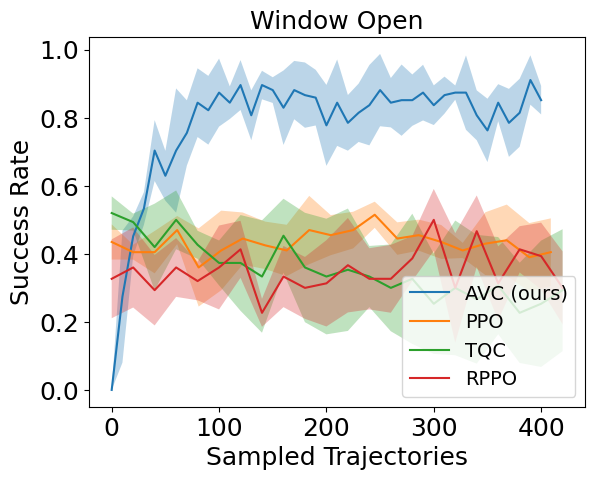 Window Open
Success Rate
1.0
0.8
0.6
0.4
0.2
0.0
0 100 200 300 400
Sampled Trajectories
AVC (ours)
PPO
TQC
RPPO